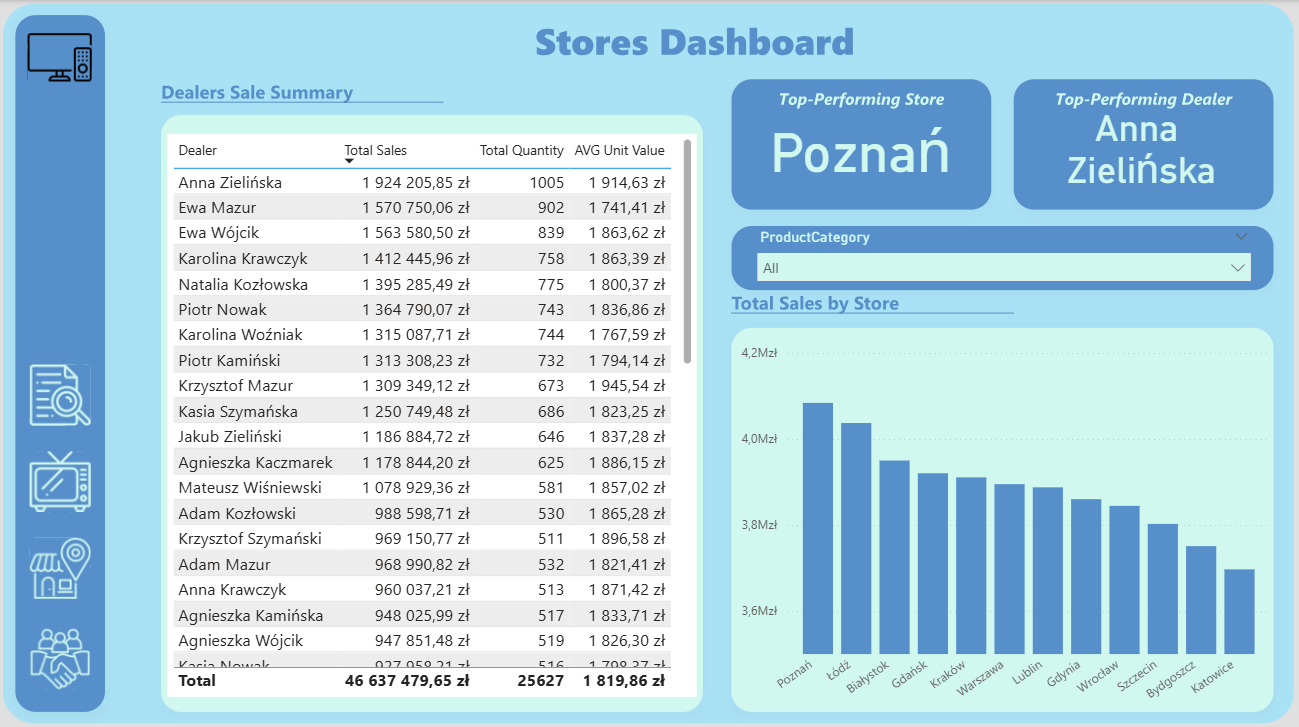 Stores Dashboard
Dealers Sale Summary
Dealer Total Sales Total Quantity AVG Unit Value
Anna Zielińska 1 924 205,85 zł 1005 1 914,63 zł
Ewa Mazur 1 570 750,06 zł 902 1 741,41 zł
Ewa Wójcik 1 563 580,50 zł 839 1 863,62 zł
Karolina Krawczyk 1 412 445,96 zł 758 1 863,39 zł
Natalia Kozłowska 1 395 285,49 zł 775 1 800,37 zł
Piotr Nowak 1 364 790,07 zł 743 1 836,86 zł
Karolina Woźniak 1 315 087,71 zł 744 1 767,59 zł
Piotr Kamiński 1 313 308,23 zł 732 1 794,14 zł
Krzysztof Mazur 1 309 349,12 zł 673 1 945,54 zł
Kasia Szymańska 1 250 749,48 zł 686 1 823,25 zł
Jakub Zieliński 1 186 884,72 zł 646 1 837,28 zł
Agnieszka Kaczmarek 1 178 844,20 zł 625 1 886,15 zł
Mateusz Wiśniewski 1 078 929,36 zł 581 1 857,02 zł
Adam Kozłowski 988 598,71 zł 530 1 865,28 zł
Krzysztof Szymański 969 150,77 zł 511 1 896,58 zł
Adam Mazur 968 990,82 zł 532 1 821,41 zł
Anna Krawczyk 960 037,21 zł 513 1 871,42 zł
Agnieszka Kamińska 948 025,99 zł 517 1 833,71 zł
Agnieszka Wójcik 947 851,48 zł 519 1 826,30 zł
Kasia Nowak 927 958,21 zł 516 1 798,37 zł
Total 46 637 479,65 zł 25627 1 819,86 zł
Top-Performing Store
Poznań
Top-Performing Dealer
Anna
Zielińska
ProductCategory
All
Total Sales by Store
4,2Mzł
4,0Mzł
3,8Mzł
3,6Mzł
Poznań
Łódź
Białystok
Gdańsk
Kraków
Warszawa
Lublin
Gdynia
Wrocław
Szczecin
Bydgoszcz
Katowice